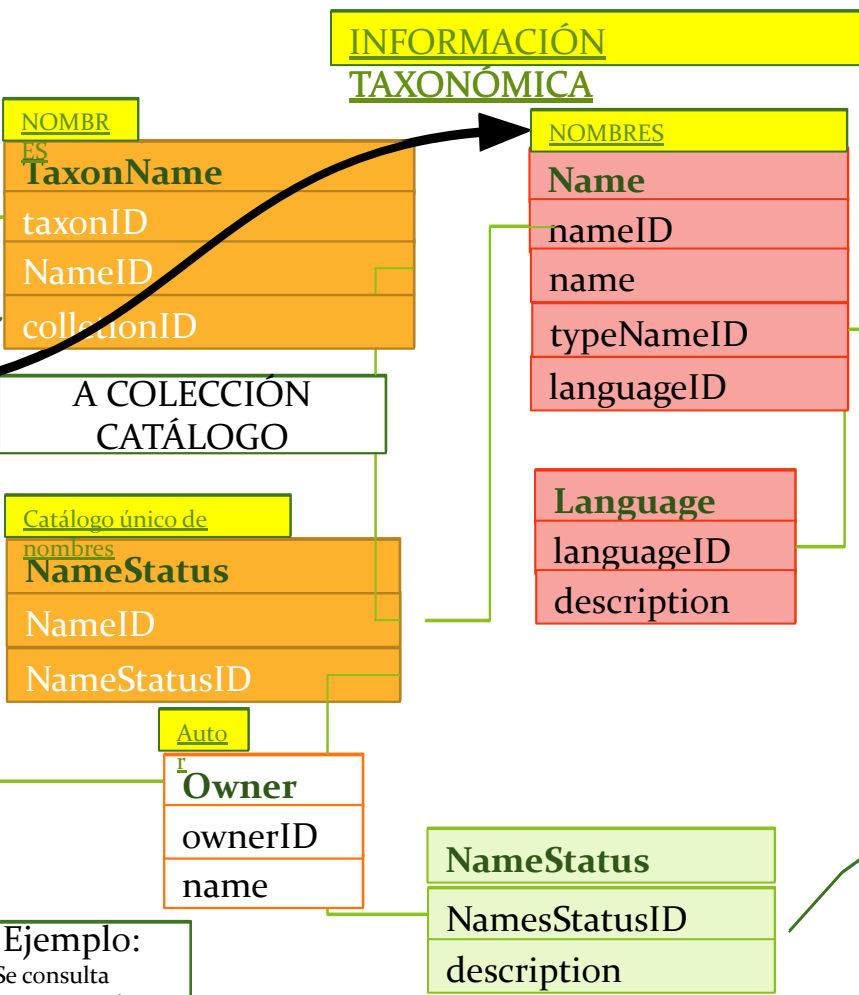 INFORMACIÓN
TAXONÓMICA
NOMBR
ES
TaxonName
taxonID
NameID
colletionID
A COLECCIÓN
CATÁLOGO
NOMBRES
Name
nameID
name
typeNameID
languageID
Catálogo único de
nombres
NameStatus
NameID
NameStatusID
Language
languageID
description
Auto
r
Owner
ownerID
name
NameStatus
NamesStatusID
description
Ejemplo:
Se consulta